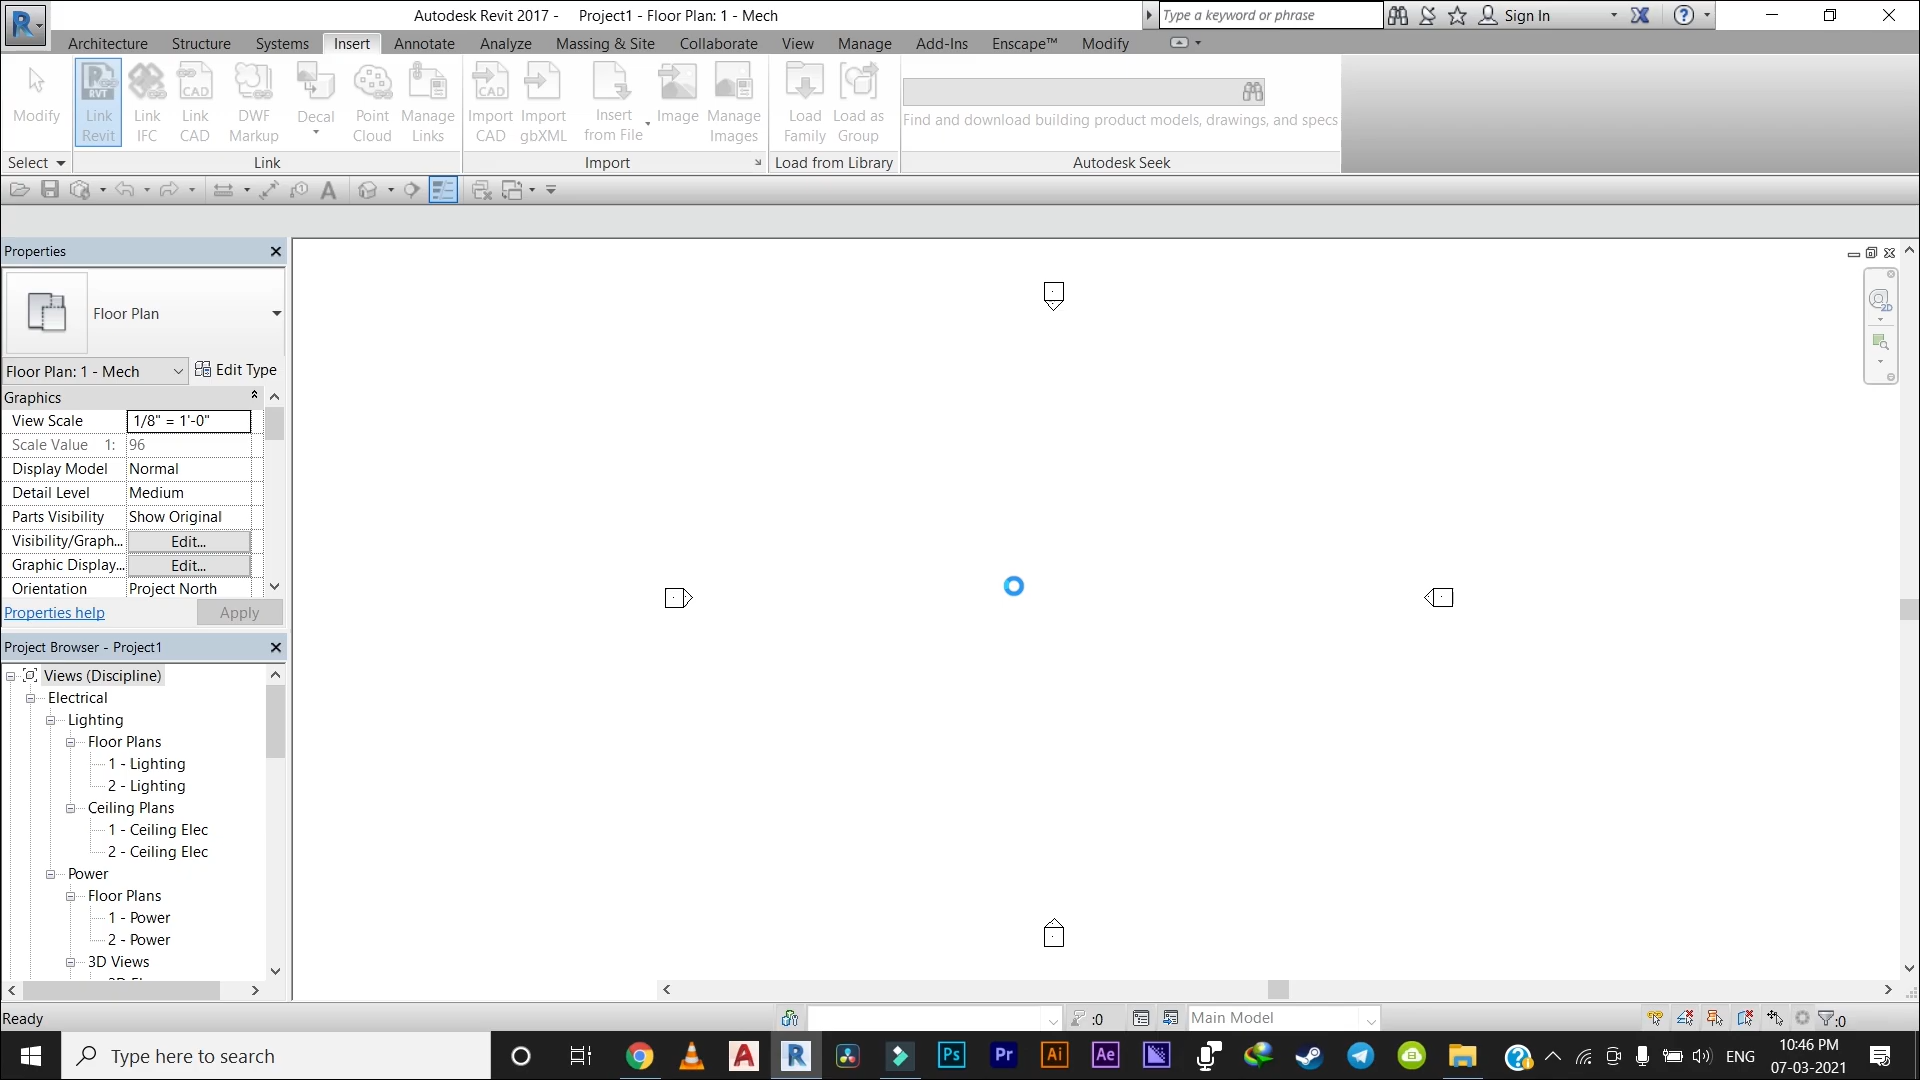 Autodesk Revit 2017 - Project1 - Floor Plan: 1 - Mech
Type a keyword or phrase
Sign In
Architecture Structure Systems Insert Annotate Analyze Massing & Site Collaborate View Manage Add-Ins Enscape™ Modify
Modify
Link Revit
Link IFC
Link CAD
DWF Markup
Decal
Point Cloud
Manage Links
Import CAD
Import gbXML
Insert from File
Image
Manage Images
Load Family
Load as Group
Find and download building product models, drawings, and specs
Select Link Import Load from Library Autodesk Seek
Properties
Floor Plan
Floor Plan: 1 - Mech Edit Type
Graphics
View Scale 1/8" = 1'-0"
Scale Value 1: 96
Display Model Normal
Detail Level Medium
Parts Visibility Show Original
Visibility/Graph... Edit...
Graphic Display... Edit...
Orientation Project North
Properties help Apply
Project Browser - Project1
Views (Discipline)
Electrical
Lighting
Floor Plans
1 - Lighting
2 - Lighting
Ceiling Plans
1 - Ceiling Elec
2 - Ceiling Elec
Power
Floor Plans
1 - Power
2 - Power
3D Views
Ready
:0
Main Model
:0
Type here to search
Ps
Pr
Ai
Ae
ENG
10:46 PM
07-03-2021